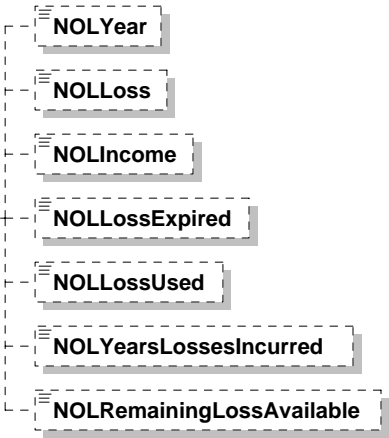 NOLYear
NOLLoss
NOLIncome
NOLLossExpired
NOLLossUsed
NOLYearsLossesIncurred
NOLRemainingLossAvailable